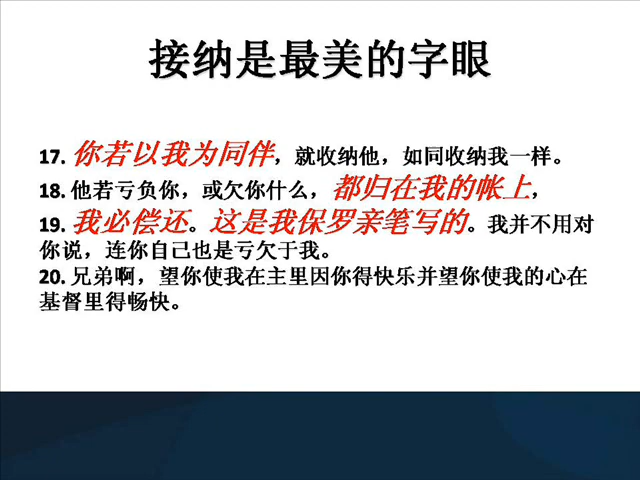 接纳是最美的字眼
17. 你若以我为同伴，就收纳他，如同收纳我一样。
18. 他若亏负你，或欠你什么，都归在我的帐上，
19. 我必偿还。这是我保罗亲笔写的。我并不用对
你说，连你自己也是亏欠于我。
20. 兄弟啊，望你使我在主里因你得快乐并望你使我的心在
基督里得畅快。